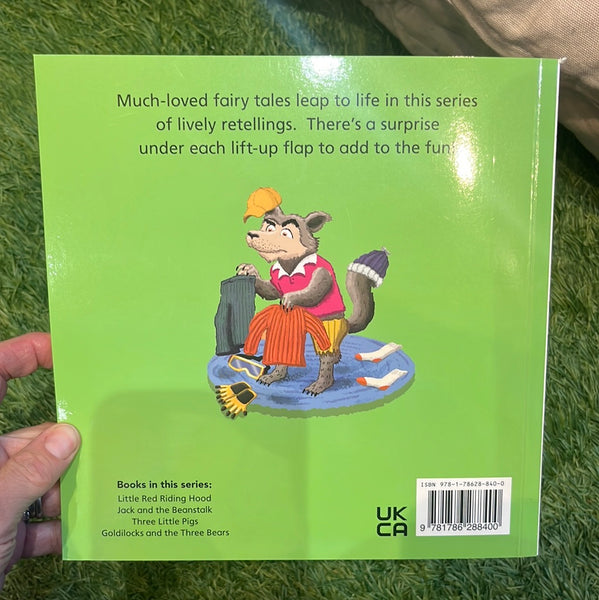 Much-loved fairy tales leap to life in this series
of lively retellings. There's a surprise
under each lift-up flap to add to the fun.
Books in this series:
Little Red Riding Hood
Jack and the Beanstalk
Three Little Pigs
Goldilocks and the Three Bears
UK
CA
ISBN 978-1-78628-840-0
9 781786 288400